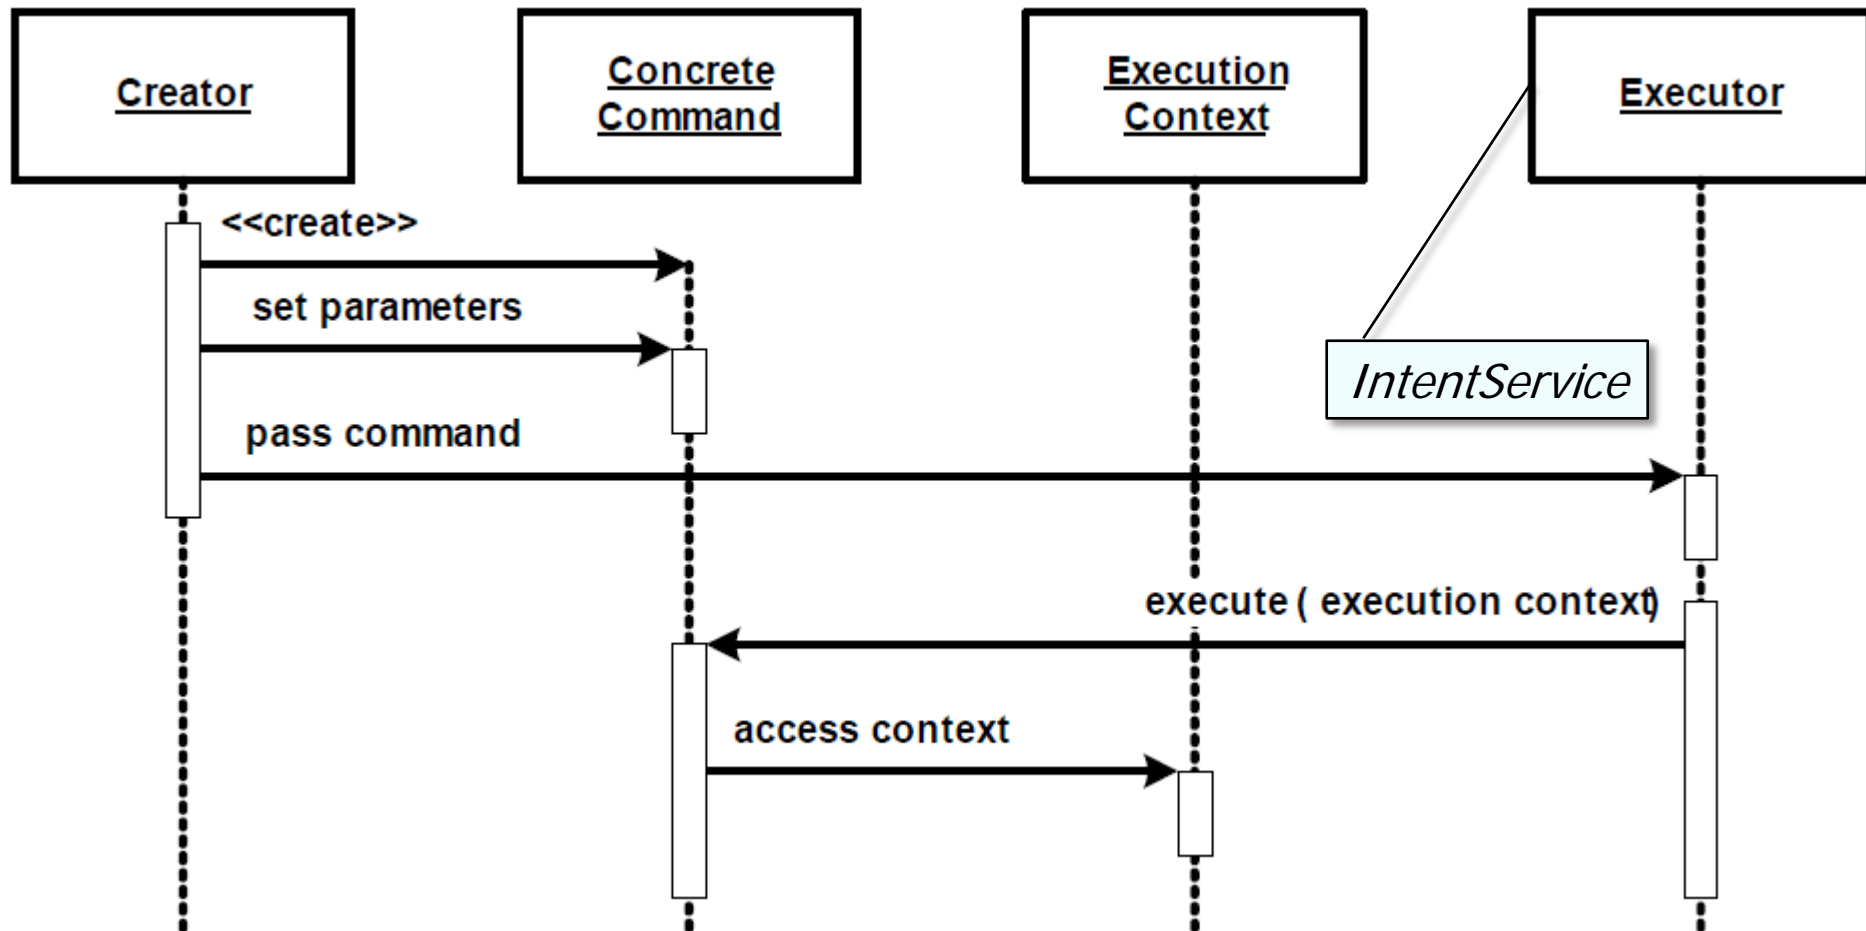 Creator
Concrete
Command
Execution
Context
Executor
<<create>>
set parameters
IntentService
pass command
execute ( execution context)
access context